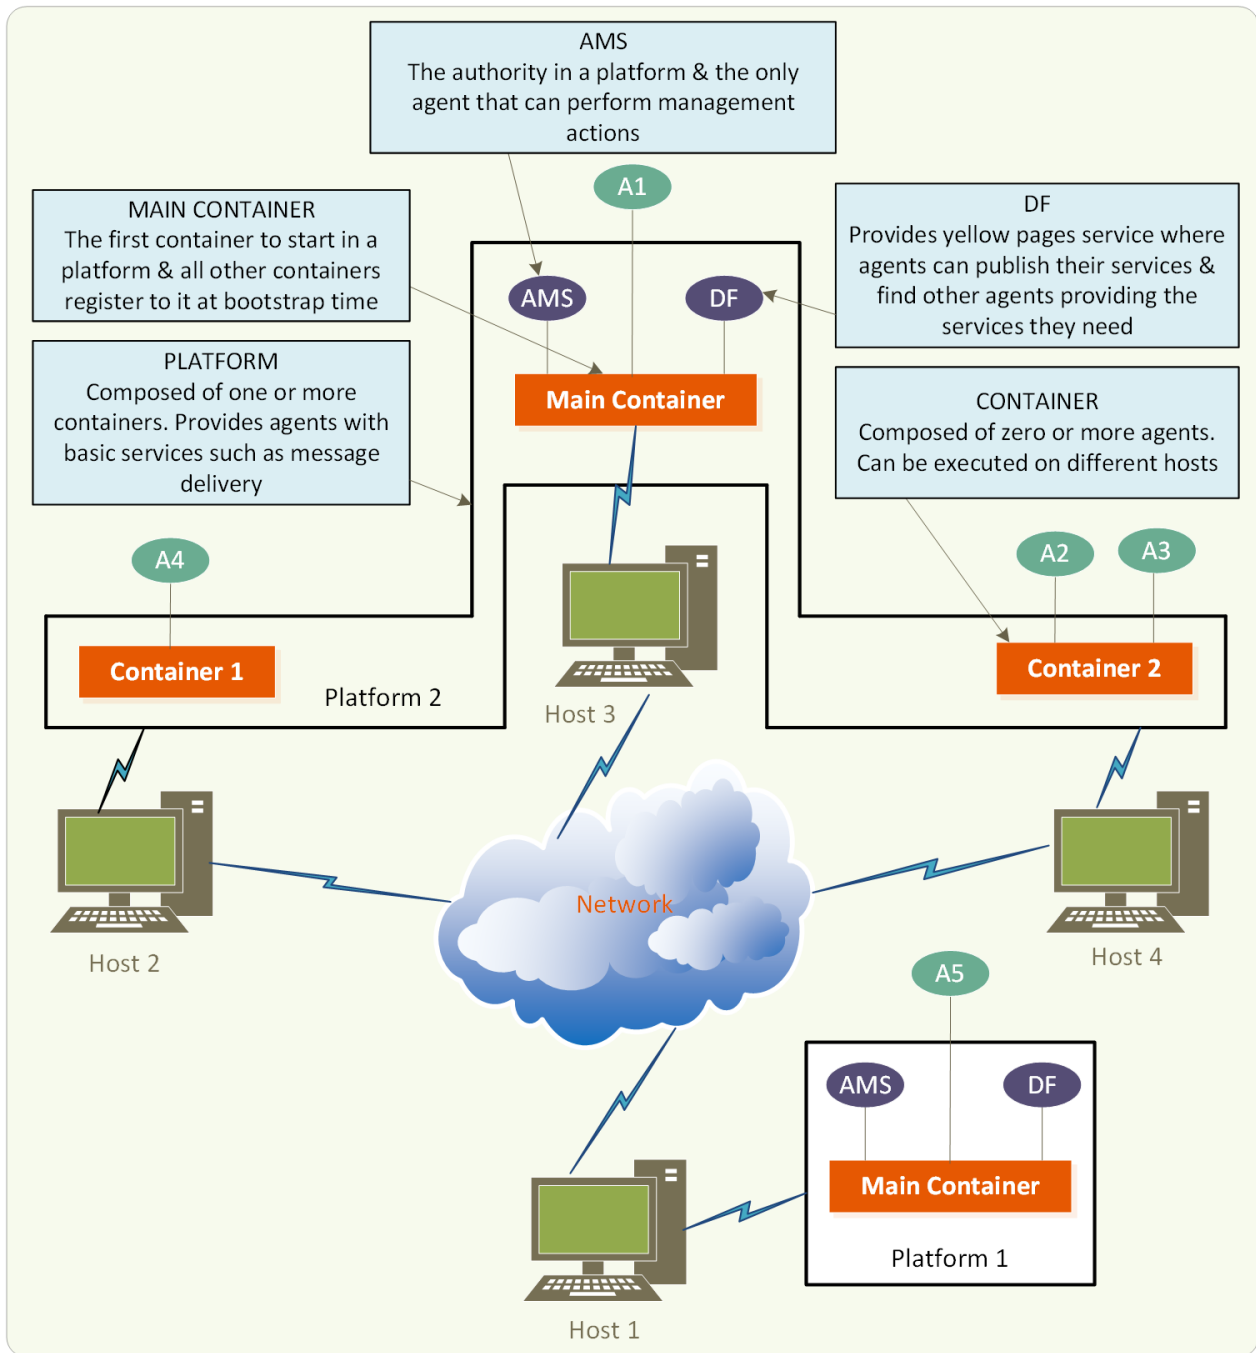 AMS
The authority in a platform & the only
agent that can perform management
actions
A1
MAIN CONTAINER
The first container to start in a
platform & all other containers
register to it at bootstrap time
DF
Provides yellow pages service where
agents can publish their services &
find other agents providing the
services they need
AMS
DF
PLATFORM
Composed of one or more
containers. Provides agents with
basic services such as message
delivery
Main Container
CONTAINER
Composed of zero or more agents.
Can be executed on different hosts
A4
A2
A3
Container 1
Platform 2
Container 2
Host 3
Network
Host 2
Host 4
A5
AMS
DF
Main Container
Platform 1
Host 1